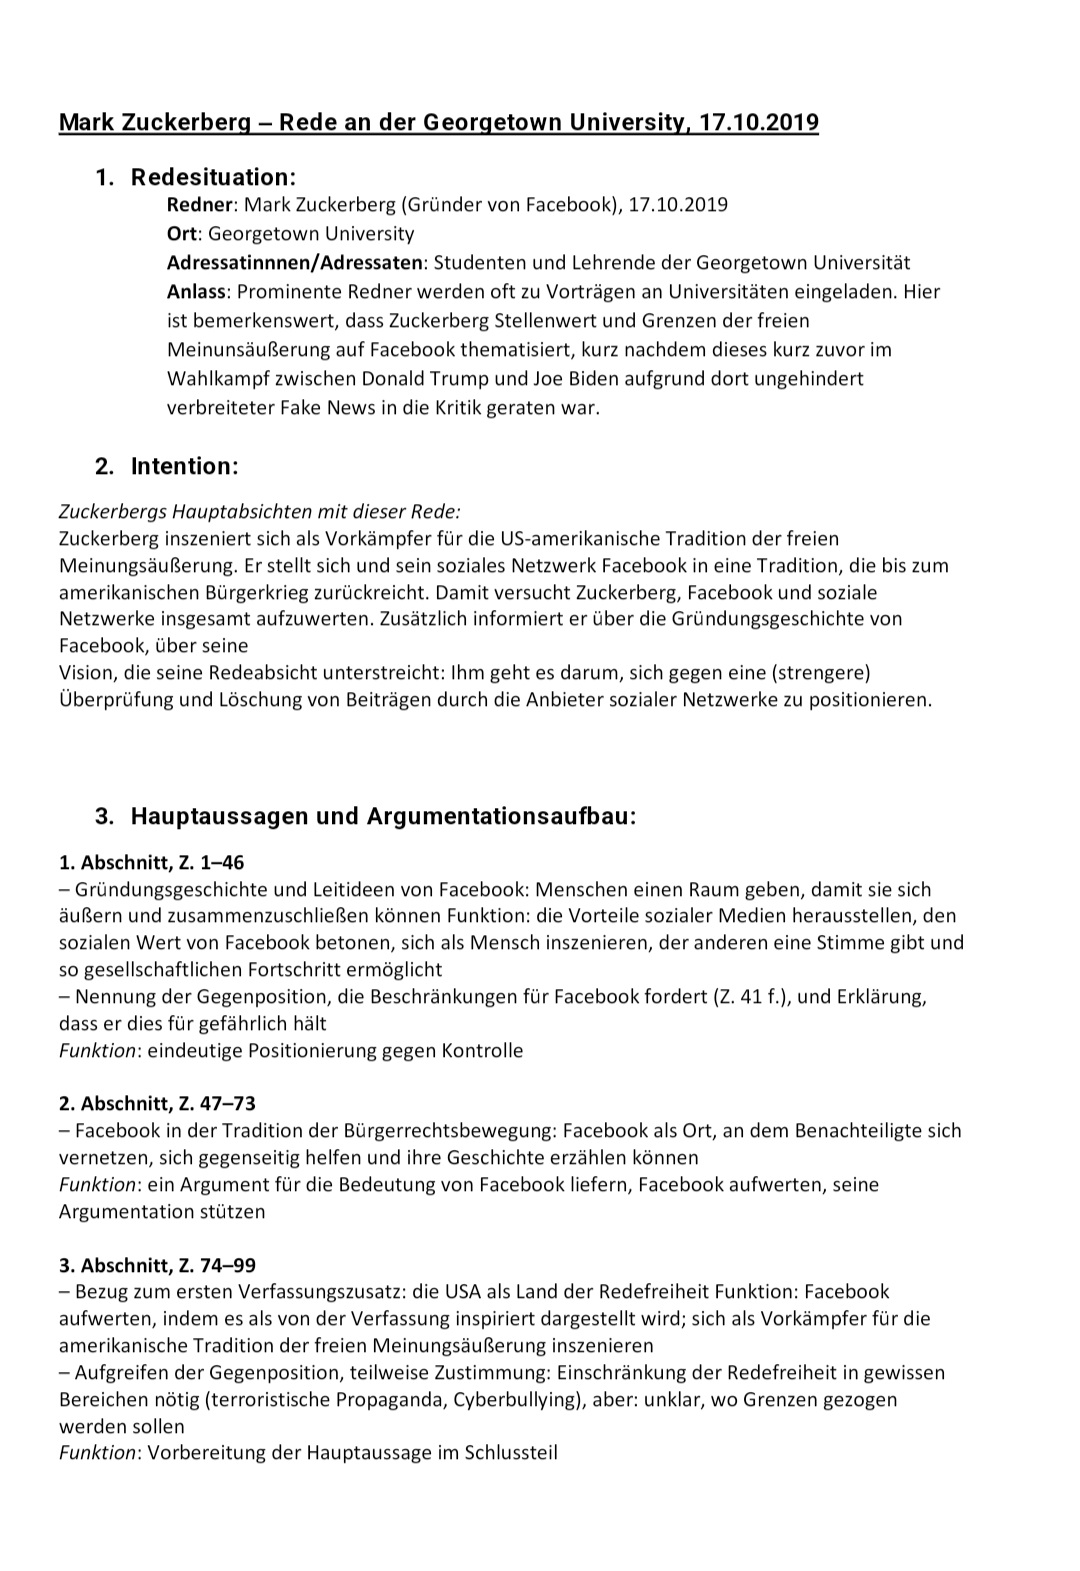 Mark Zuckerberg – Rede an der Georgetown University, 17.10.2019
1. Redesituation:
Redner: Mark Zuckerberg (Gründer von Facebook), 17.10.2019
Ort: Georgetown University
Adressatinnnen/Adressaten: Studenten und Lehrende der Georgetown Universität
Anlass: Prominente Redner werden oft zu Vorträgen an Universitäten eingeladen. Hier
ist bemerkenswert, dass Zuckerberg Stellenwert und Grenzen der freien
Meinunsäußerung auf Facebook thematisiert, kurz nachdem dieses kurz zuvor im
Wahlkampf zwischen Donald Trump und Joe Biden aufgrund dort ungehindert
verbreiteter Fake News in die Kritik geraten war.
2. Intention:
Zuckerbergs Hauptabsichten mit dieser Rede:
Zuckerberg inszeniert sich als Vorkämpfer für die US-amerikanische Tradition der freien
Meinungsäußerung. Er stellt sich und sein soziales Netzwerk Facebook in eine Tradition, die bis zum
amerikanischen Bürgerkrieg zurückreicht. Damit versucht Zuckerberg, Facebook und soziale
Netzwerke insgesamt aufzuwerten. Zusätzlich informiert er über die Gründungsgeschichte von
Facebook, über seine
Vision, die seine Redeabsicht unterstreicht: Ihm geht es darum, sich gegen eine (strengere)
Überprüfung und Löschung von Beiträgen durch die Anbieter sozialer Netzwerke zu positionieren.
3. Hauptaussagen und Argumentationsaufbau:
1. Abschnitt, Z. 1–46
– Gründungsgeschichte und Leitideen von Facebook: Menschen einen Raum geben, damit sie sich
äußern und zusammenzuschließen können Funktion: die Vorteile sozialer Medien herausstellen, den
sozialen Wert von Facebook betonen, sich als Mensch inszenieren, der anderen eine Stimme gibt und
so gesellschaftlichen Fortschritt ermöglicht
– Nennung der Gegenposition, die Beschränkungen für Facebook fordert (Z. 41 f.), und Erklärung,
dass er dies für gefährlich hält
Funktion: eindeutige Positionierung gegen Kontrolle
2. Abschnitt, Z. 47–73
– Facebook in der Tradition der Bürgerrechtsbewegung: Facebook als Ort, an dem Benachteiligte sich
vernetzen, sich gegenseitig helfen und ihre Geschichte erzählen können
Funktion: ein Argument für die Bedeutung von Facebook liefern, Facebook aufwerten, seine
Argumentation stützen
3. Abschnitt, Z. 74–99
– Bezug zum ersten Verfassungszusatz: die USA als Land der Redefreiheit Funktion: Facebook
aufwerten, indem es als von der Verfassung inspiriert dargestellt wird; sich als Vorkämpfer für die
amerikanische Tradition der freien Meinungsäußerung inszenieren
– Aufgreifen der Gegenposition, teilweise Zustimmung: Einschränkung der Redefreiheit in gewissen
Bereichen nötig (terroristische Propaganda, Cyberbullying), aber: unklar, wo Grenzen gezogen
werden sollen
Funktion: Vorbereitung der Hauptaussage im Schlussteil